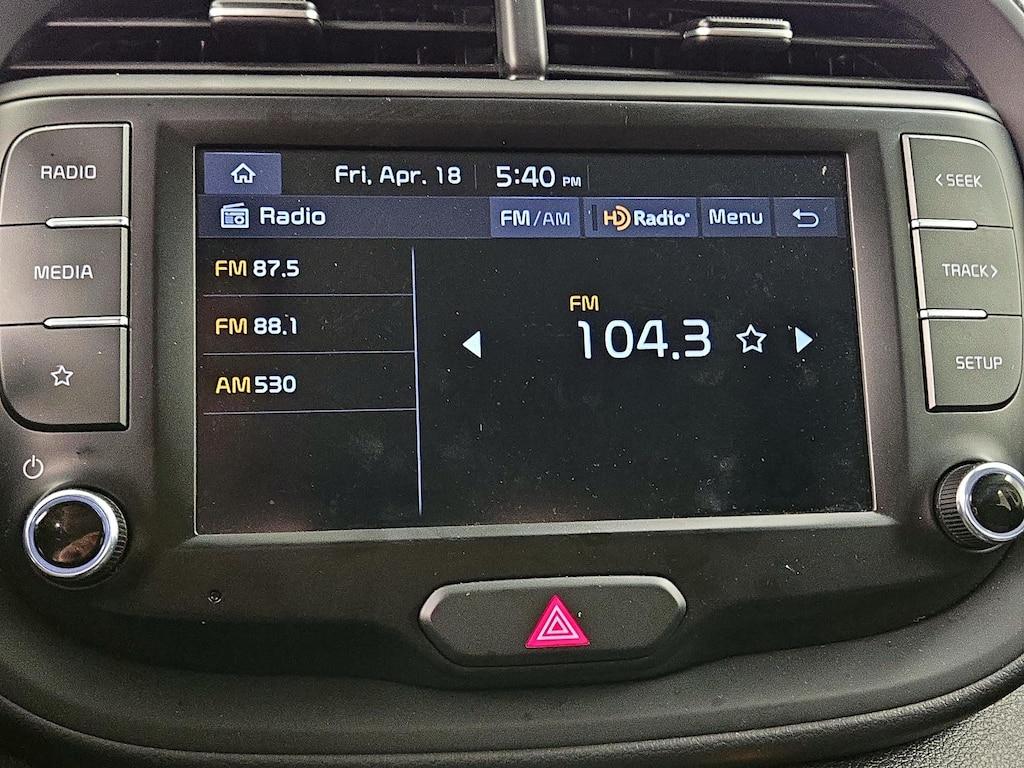 Fri, Apr. 18 5:40 PM
Radio FM/AM HD Radio® Menu
FM 87.5
FM 88.1
AM 530
FM
104.3
RADIO
MEDIA
< SEEK
TRACK >
SETUP